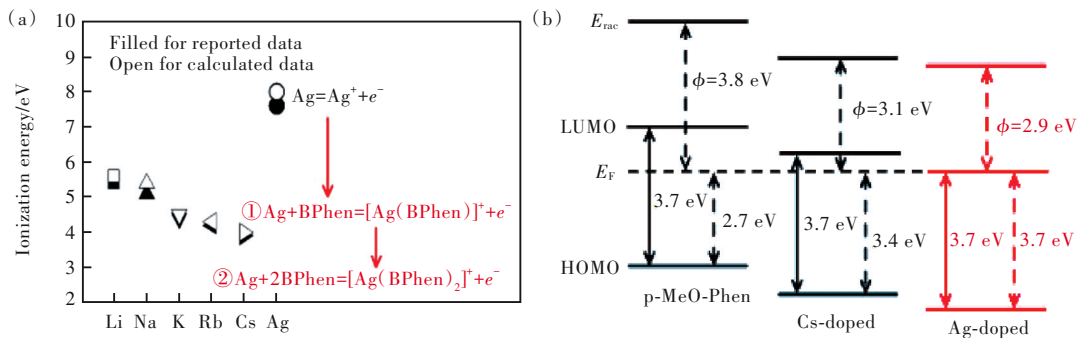 (a)
10
9
8
7
6
5
4
3
2
Ionization energy/eV
Filled for reported data
Open for calculated data
Ag=Ag⁺+e⁻
①Ag+BPhen=[Ag(BPhen)]⁺+e⁻
②Ag+2BPhen=[Ag(BPhen)₂]⁺+e⁻
Li Na K Rb Cs Ag
(b)
E_rac
ϕ=3.8 eV
ϕ=3.1 eV
ϕ=2.9 eV
LUMO
E_F
3.7 eV
2.7 eV
3.7 eV
3.4 eV
3.7 eV
3.7 eV
HOMO
p-MeO-Phen
Cs-doped
Ag-doped